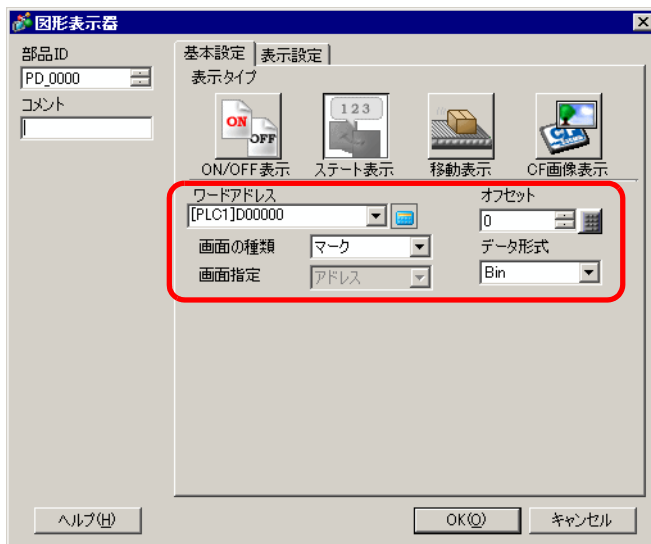 図形表示器
部品ID
PD_0000
コメント
基本設定 表示設定
表示タイプ
ON OFF
123
ON/OFF表示 ステート表示 移動表示 CF画像表示
ワードアドレス オフセット
[PLC1]D00000 0
画面の種類 マーク データ形式
画面指定 アドレス Bin
ヘルプ(H) OK(O) キャンセル